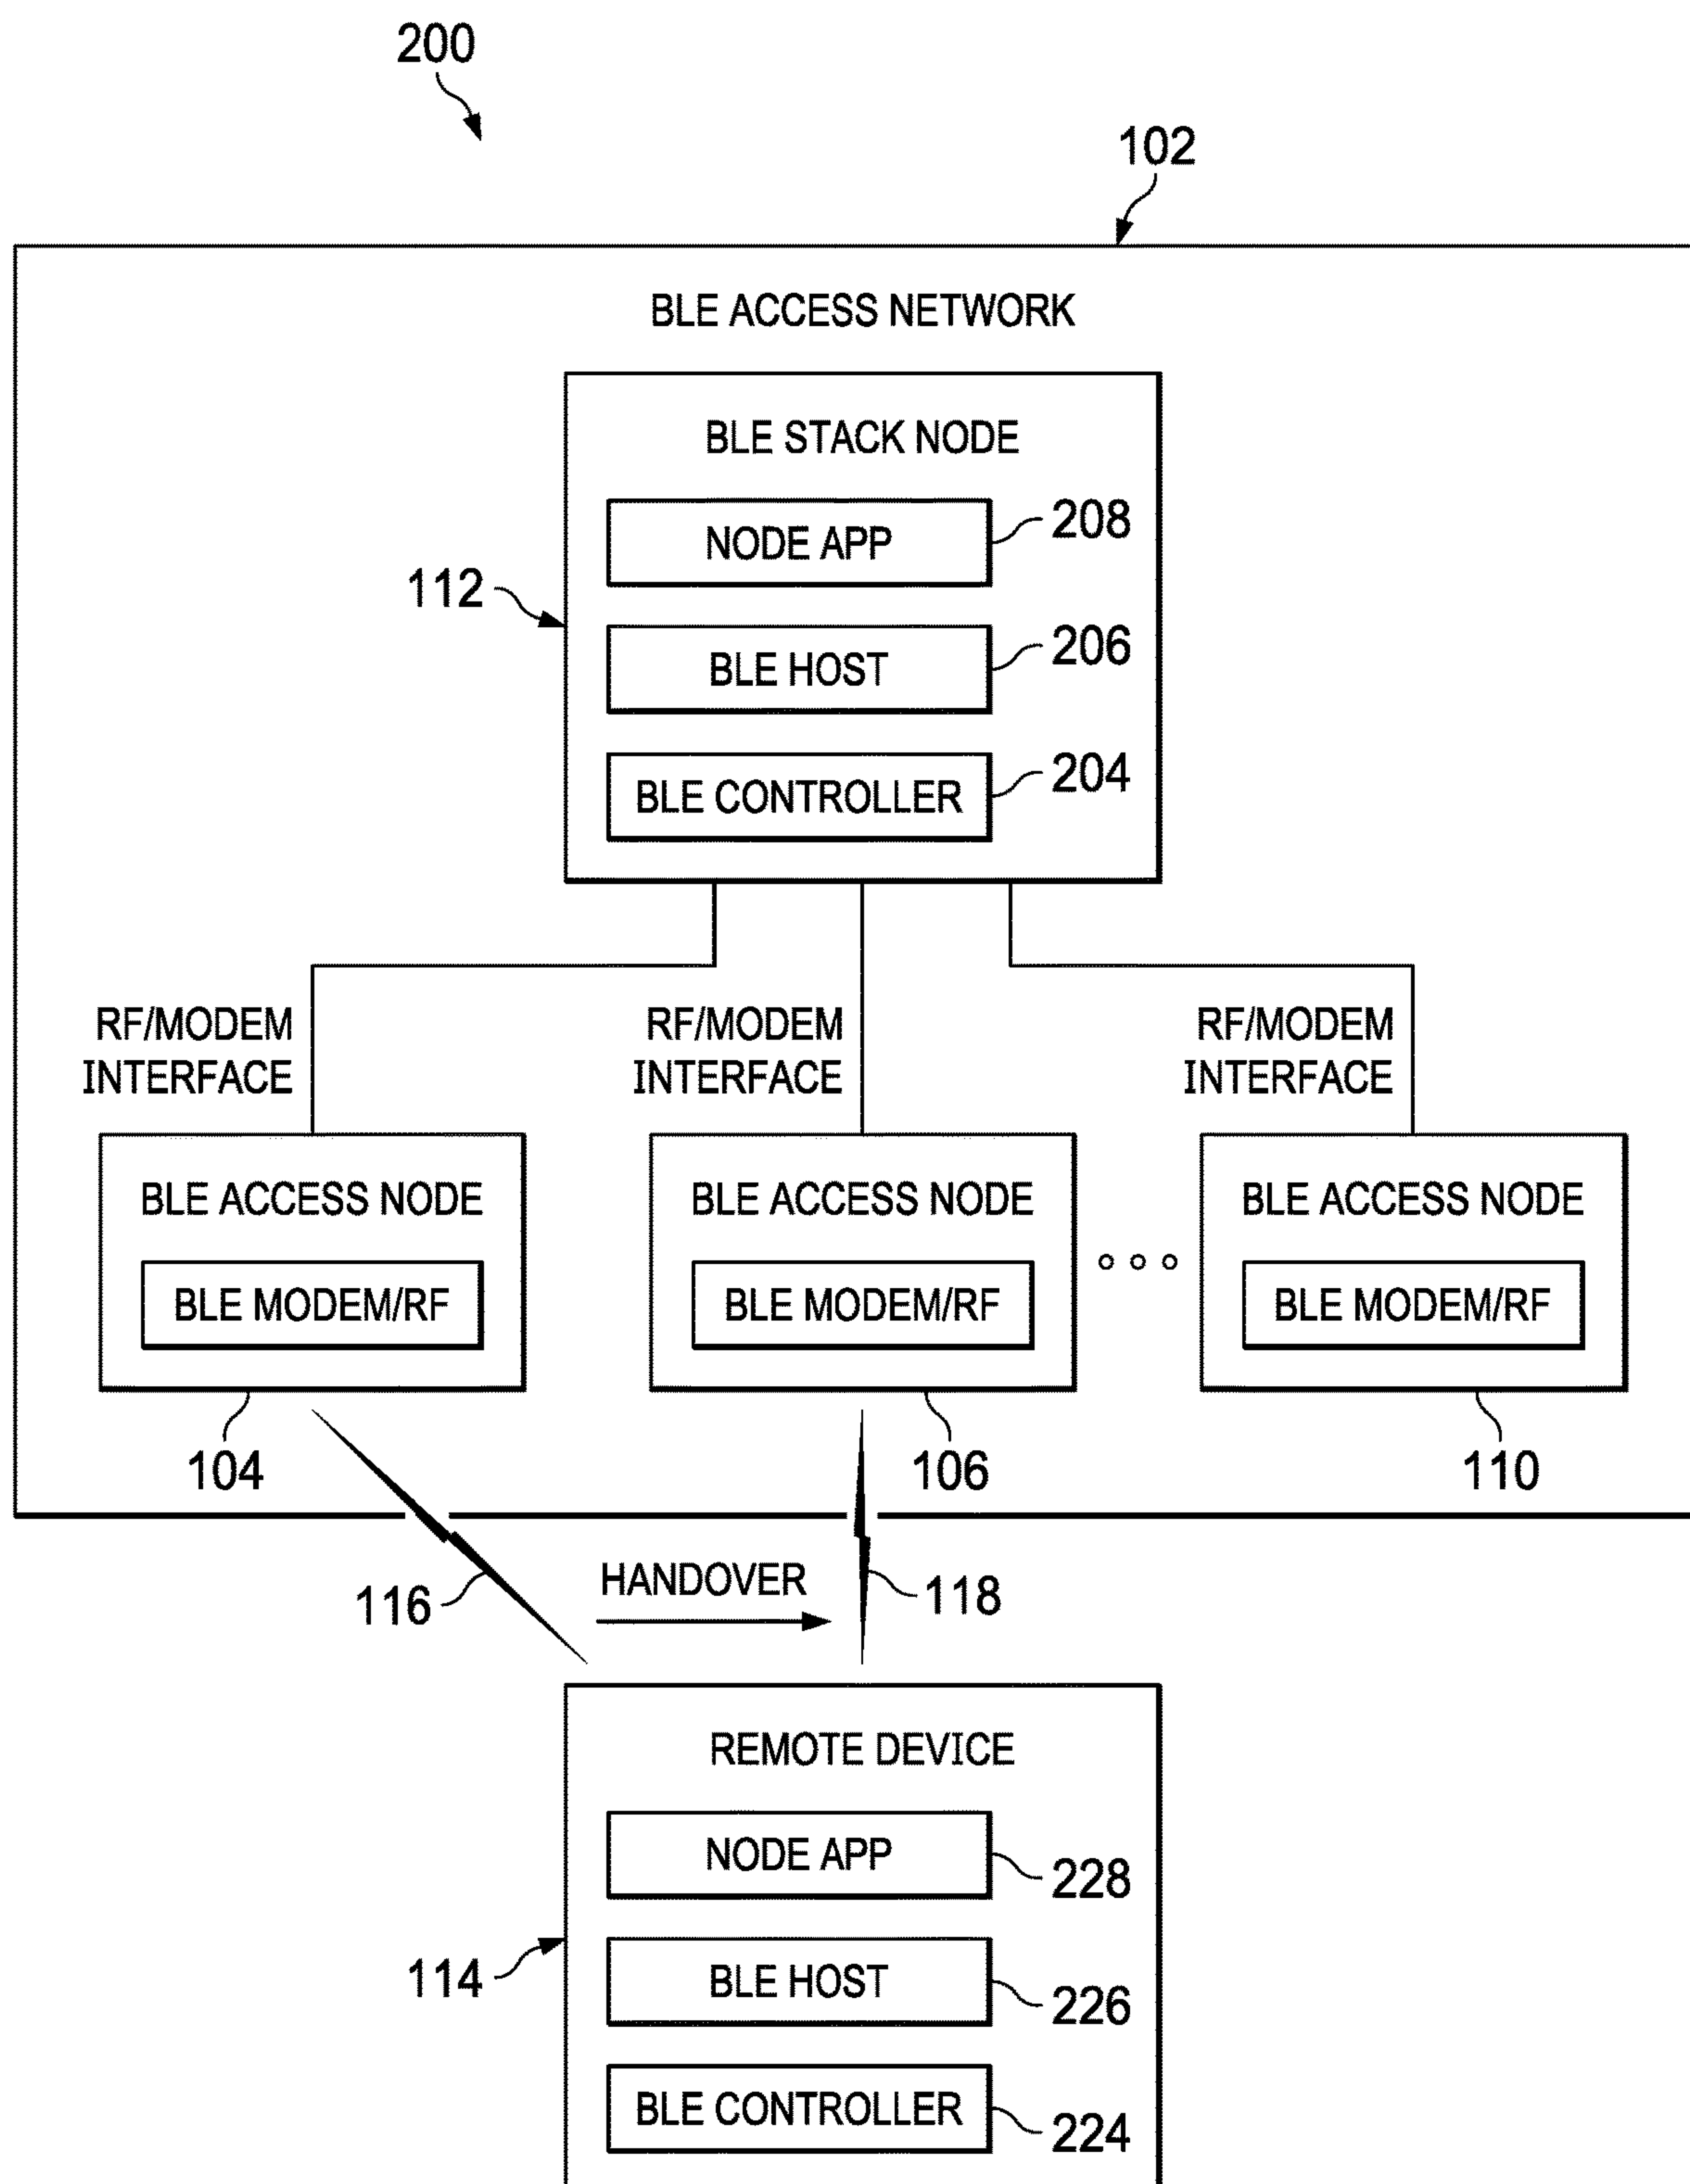 200
102
BLE ACCESS NETWORK
BLE STACK NODE
NODE APP
208
112
BLE HOST
206
BLE CONTROLLER
204
RF/MODEM
INTERFACE
RF/MODEM
INTERFACE
RF/MODEM
INTERFACE
BLE ACCESS NODE
BLE MODEM/RF
BLE ACCESS NODE
BLE MODEM/RF
BLE ACCESS NODE
BLE MODEM/RF
104
106
110
116
HANDOVER
118
REMOTE DEVICE
NODE APP
228
114
BLE HOST
226
BLE CONTROLLER
224